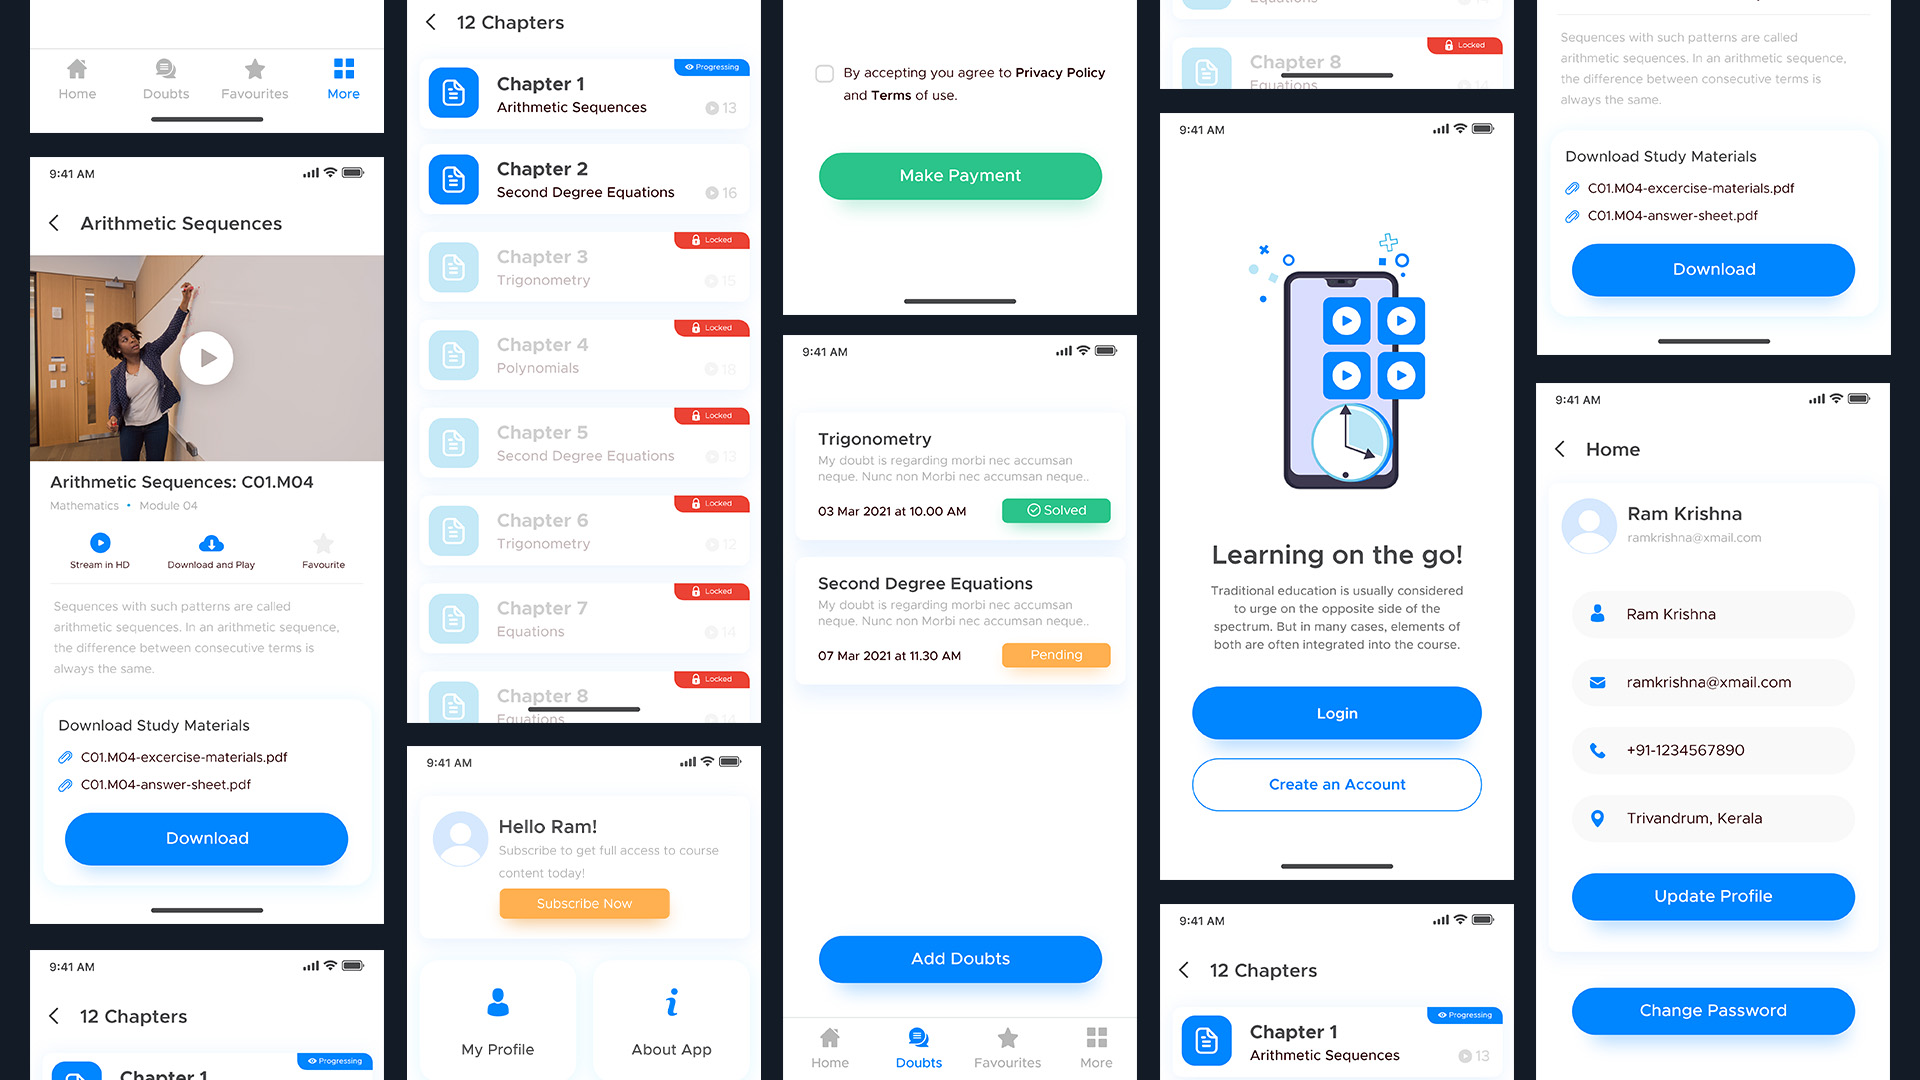 Home
Doubts
Favourites
More
9:41 AM
Arithmetic Sequences
Arithmetic Sequences: C01.M04
Mathematics • Module 04
Stream in HD
Download and Play
Favourite
Sequences with such patterns are called
arithmetic sequences. In an arithmetic sequence,
the difference between consecutive terms is
always the same.
Download Study Materials
C01.M04-excercise-materials.pdf
C01.M04-answer-sheet.pdf
Download
9:41 AM
12 Chapters
Progressing
Chapter 1
12 Chapters
Progressing
Chapter 1
Arithmetic Sequences
13
Chapter 2
Second Degree Equations
16
Locked
Chapter 3
Trigonometry
15
Locked
Chapter 4
Polynomials
18
Locked
Chapter 5
Second Degree Equations
13
Locked
Chapter 6
Trigonometry
12
Locked
Chapter 7
Equations
14
Locked
Chapter 8
Equations
14
9:41 AM
Hello Ram!
Subscribe to get full access to course
content today!
Subscribe Now
My Profile
About App
By accepting you agree to Privacy Policy
and Terms of use.
Make Payment
9:41 AM
Trigonometry
My doubt is regarding morbi nec accumsan
neque. Nunc non Morbi nec accumsan neque..
03 Mar 2021 at 10.00 AM
Solved
Second Degree Equations
My doubt is regarding morbi nec accumsan
neque. Nunc non Morbi nec accumsan neque..
07 Mar 2021 at 11.30 AM
Pending
Add Doubts
Home
Doubts
Favourites
More
Equations
14
Locked
Chapter 8
Equations
14
9:41 AM
Learning on the go!
Traditional education is usually considered
to urge on the opposite side of the
spectrum. But in many cases, elements of
both are often integrated into the course.
Login
Create an Account
9:41 AM
12 Chapters
Progressing
Chapter 1
Arithmetic Sequences
13
Sequences with such patterns are called
arithmetic sequences. In an arithmetic sequence,
the difference between consecutive terms is
always the same.
Download Study Materials
C01.M04-excercise-materials.pdf
C01.M04-answer-sheet.pdf
Download
9:41 AM
Home
Ram Krishna
ramkrishna@xmail.com
Ram Krishna
ramkrishna@xmail.com
+91-1234567890
Trivandrum, Kerala
Update Profile
Change Password